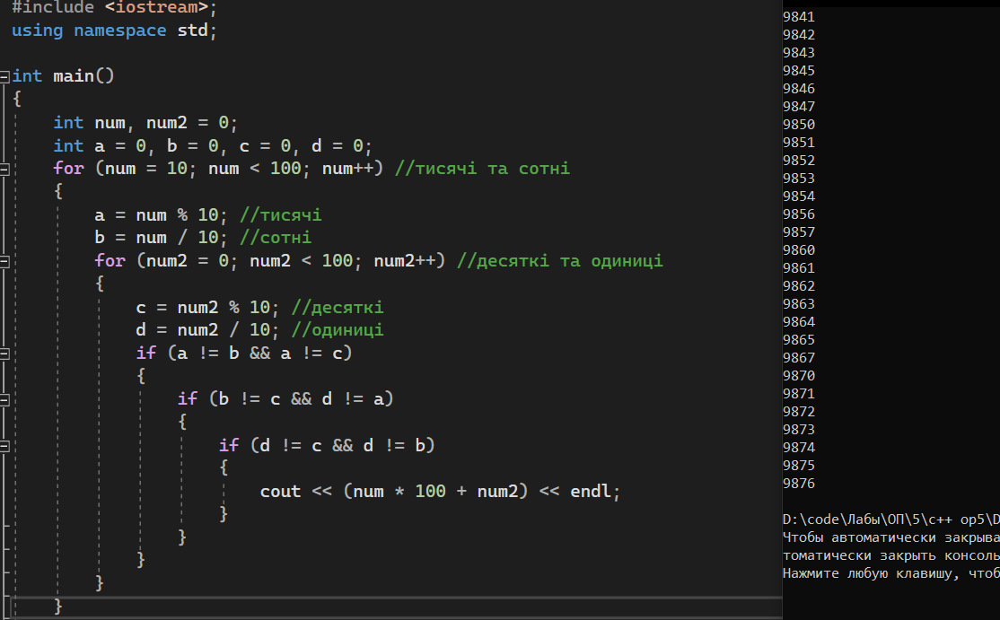 #include <iostream>;
using namespace std;
int main()
{
int num, num2 = 0;
int a = 0, b = 0, c = 0, d = 0;
for (num = 10; num < 100; num++) //тисячі та сотні
{
a = num % 10; //тисячі
b = num / 10; //сотні
for (num2 = 0; num2 < 100; num2++) //десяткі та одиниці
{
c = num2 % 10; //десяткі
d = num2 / 10; //одиниці
if (a != b && a != c)
{
if (b != c && d != a)
{
if (d != c && d != b)
{
cout << (num * 100 + num2) << endl;
}
}
}
}
}
9841
9842
9843
9845
9846
9847
9850
9851
9852
9853
9854
9856
9857
9860
9861
9862
9863
9864
9865
9867
9870
9871
9872
9873
9874
9875
9876
D:\code\Лабы\ОП\5\c++ op5\D
Чтобы автоматически закрыва
томатически закрыть консоль
Нажмите любую клавишу, чтоб